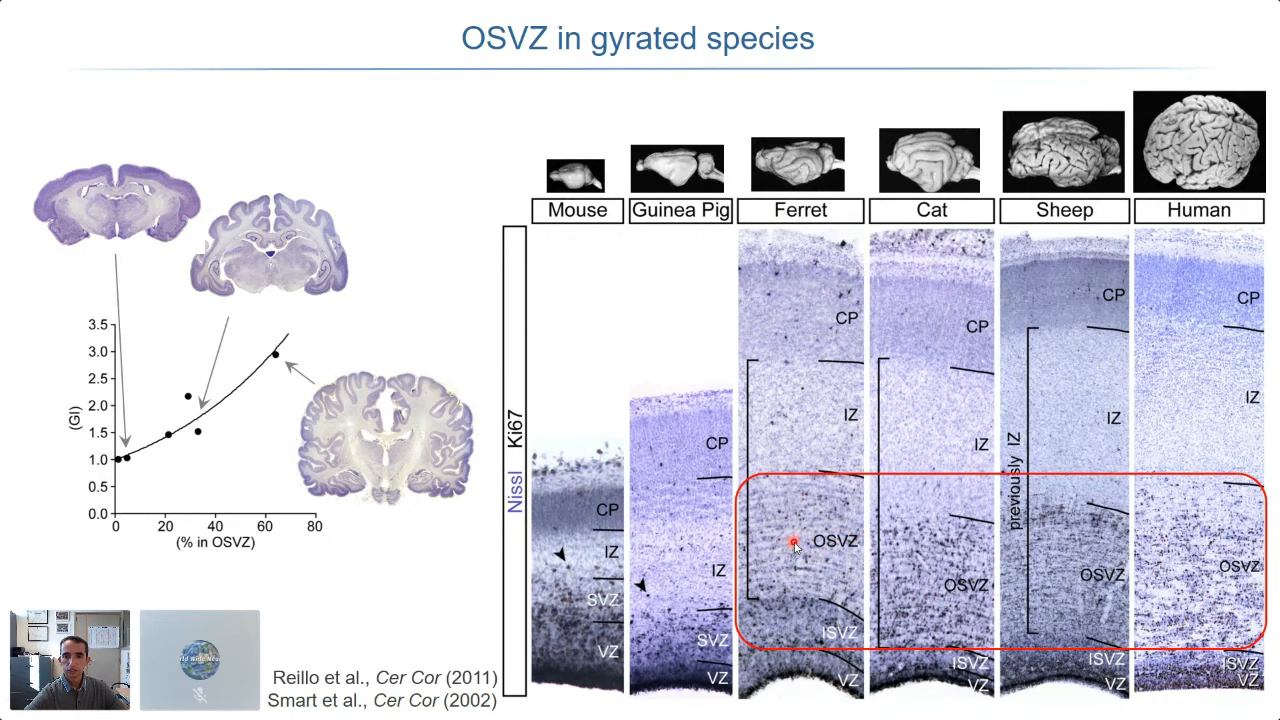 OSVZ in gyrated species
Mouse
Guinea Pig
Ferret
Cat
Sheep
Human
3.5
3.0
2.5
2.0
1.5
1.0
0.5
0.0
(GI)
0 20 40 60 80
(% in OSVZ)
Nissl Ki67
CP
IZ
SVZ
VZ
CP
IZ
SVZ
VZ
CP
IZ
OSVZ
ISVZ
VZ
CP
IZ
OSVZ
ISVZ
VZ
previously IZ
CP
IZ
OSVZ
ISVZ
VZ
CP
IZ
OSVZ
ISVZ
VZ
Reillo et al., Cer Cor (2011)
Smart et al., Cer Cor (2002)